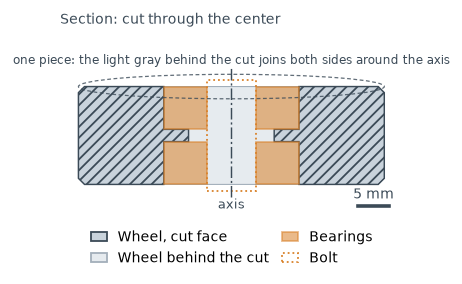 Section: cut through the center
one piece: the light gray behind the cut joins both sides around the axis
5 mm
axis
Wheel, cut face
Bearings
Wheel behind the cut
Bolt